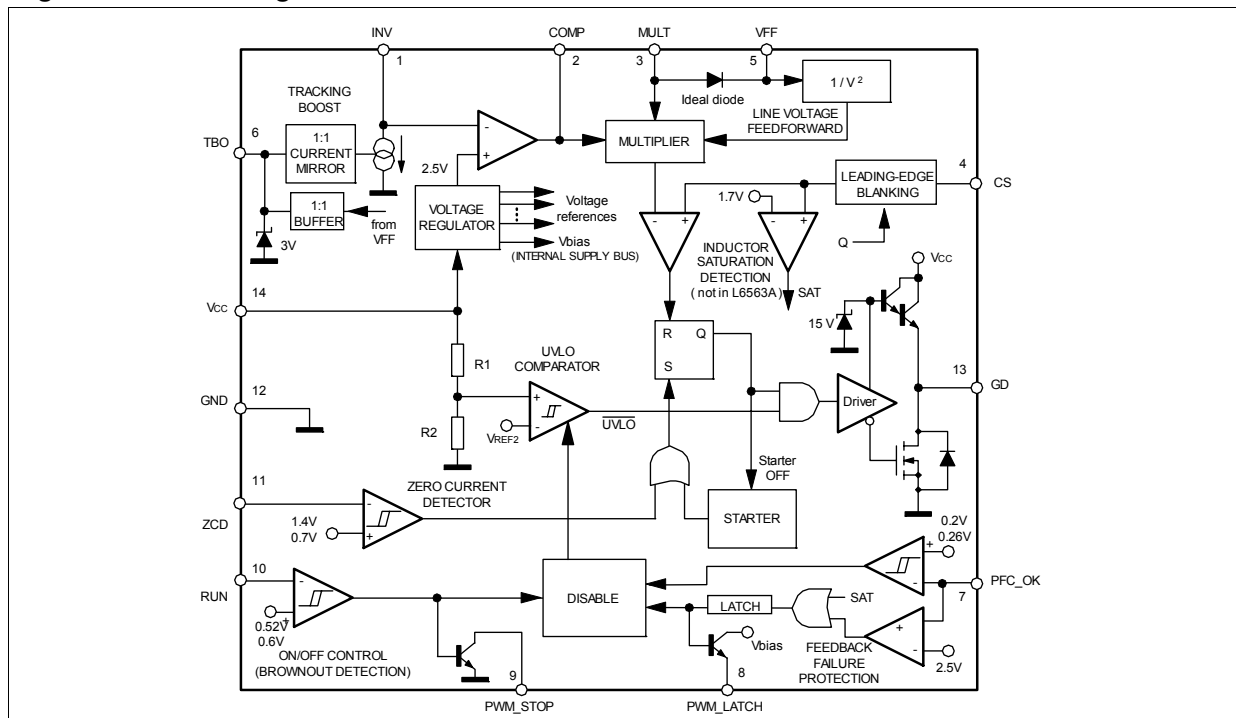 INV
COMP
MULT
VFF
1
2
3
5
1 / V 2
Ideal diode
LINE VOLTAGE
FEEDFORWARD
TRACKING
BOOST
TBO
6
1:1
CURRENT
MIRROR
1:1
BUFFER
from
VFF
3V
-
+
2.5V
MULTIPLIER
VOLTAGE
REGULATOR
Voltage
references
Vbias
(INTERNAL SUPPLY BUS)
4
CS
LEADING-EDGE
BLANKING
Q
1.7V
-
+
-
+
INDUCTOR
SATURATION
DETECTION
( not in L6563A )
SAT
Vcc
15 V
Vcc
14
R1
R2
UVLO
COMPARATOR
+
-
VREF2
UVLO
R
Q
S
Driver
13
GD
GND
12
Starter
OFF
STARTER
11
ZCD
ZERO CURRENT
DETECTOR
-
+
1.4V
0.7V
10
RUN
-
+
0.52V
0.6V
ON/OFF CONTROL
(BROWNOUT DETECTION)
DISABLE
0.2V
0.26V
+
-
PFC_OK
7
LATCH
SAT
+
-
2.5V
FEEDBACK
FAILURE
PROTECTION
Vbias
9
PWM_STOP
8
PWM_LATCH